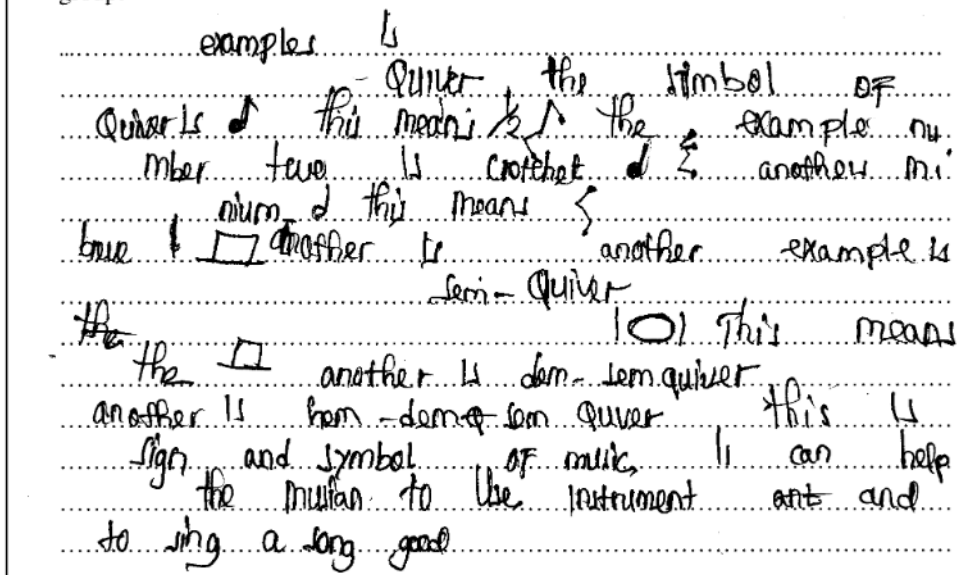 examples is
- Quiver the simbol OF
Quiver is ♪ this means ½ the example nu
mber two is crotchet another mi
nium this means
breve another is another example is
semi - Quiver
the |O| This means
the another is dem - sem quiver
another is hem - dem sem Quver this is
sign and symbol OF music, Is can help
the musian to Use instrument ant and
to sing a song good